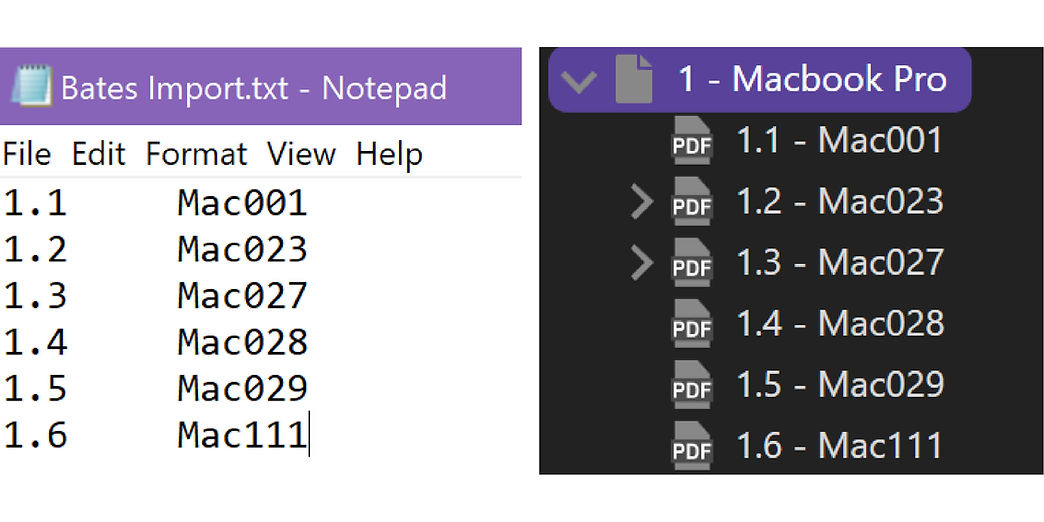 Bates Import.txt - Notepad
File Edit Format View Help
1.1 Mac001
1.2 Mac023
1.3 Mac027
1.4 Mac028
1.5 Mac029
1.6 Mac111
1 - Macbook Pro
PDF 1.1 - Mac001
PDF 1.2 - Mac023
PDF 1.3 - Mac027
PDF 1.4 - Mac028
PDF 1.5 - Mac029
PDF 1.6 - Mac111